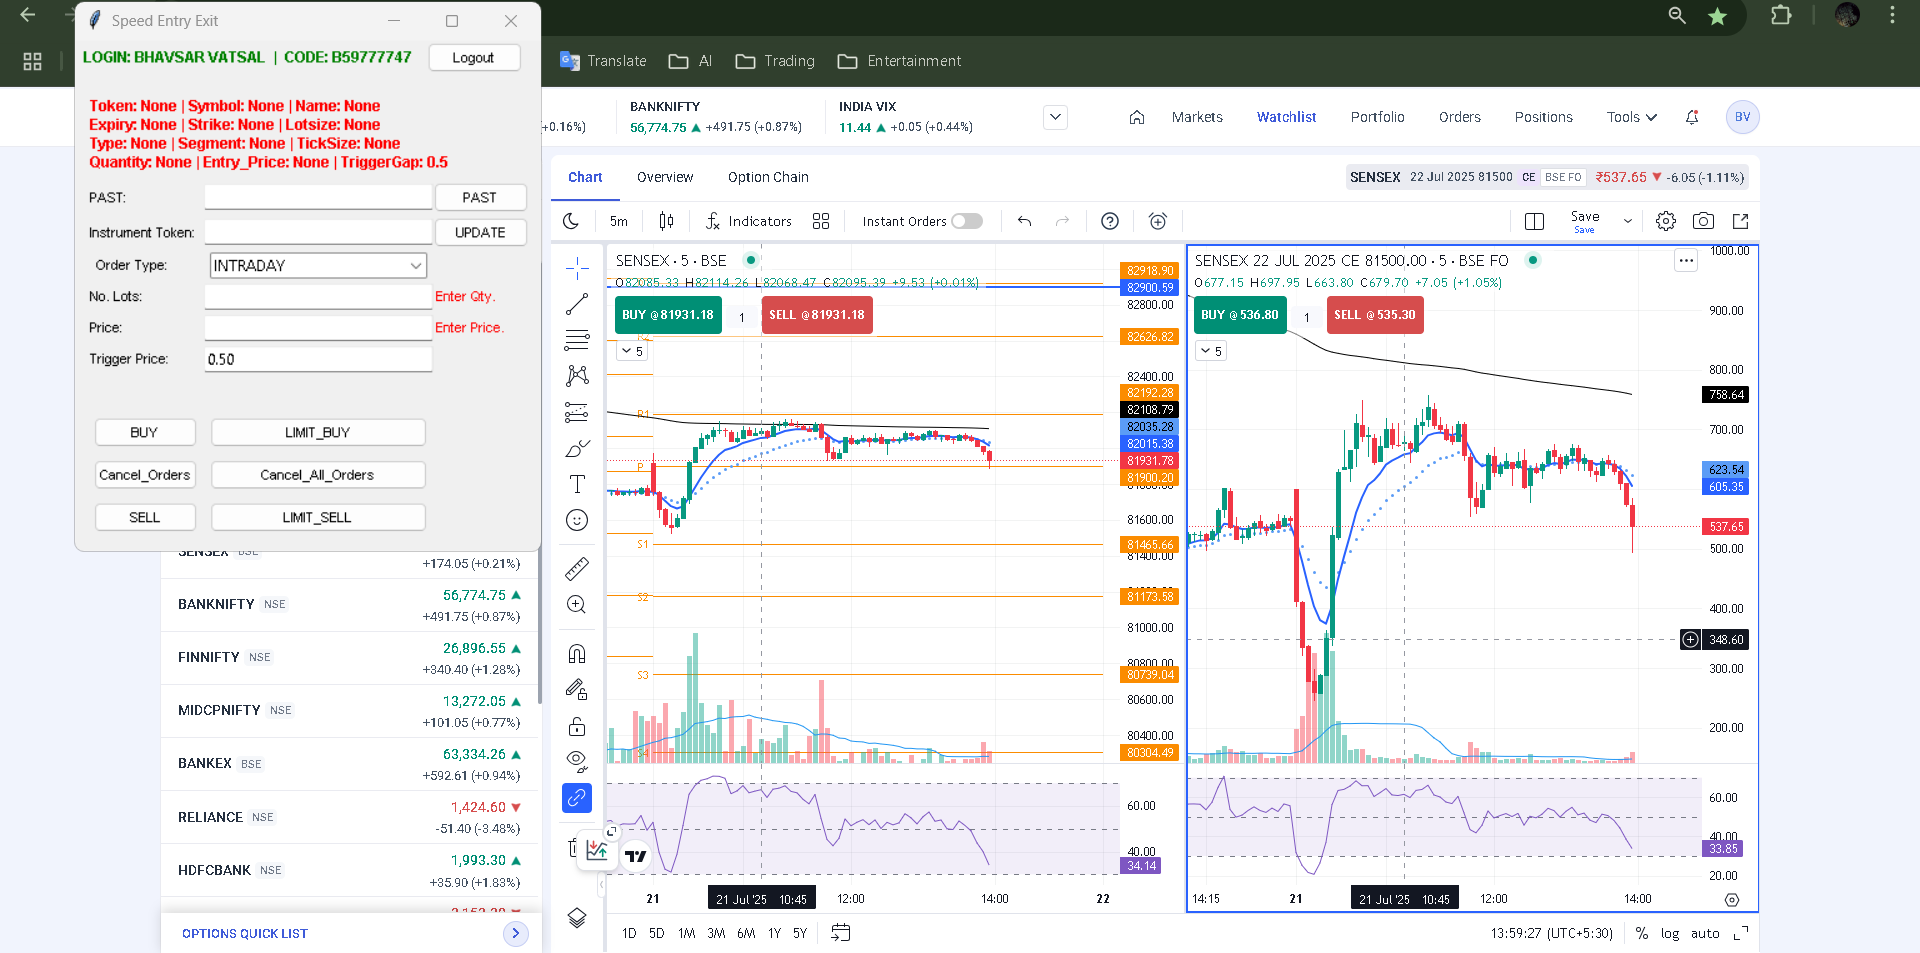 Speed Entry Exit
LOGIN: BHAVSAR VATSAL | CODE: B59777747
Logout
Token: None | Symbol: None | Name: None
Expiry: None | Strike: None | Lotsize: None
Type: None | Segment: None | TickSize: None
Quantity: None | Entry_Price: None | TriggerGap: 0.5
PAST:
PAST
Instrument Token:
UPDATE
Order Type:
INTRADAY
No. Lots:
Enter Qty.
Price:
Enter Price.
Trigger Price:
0.50
BUY
LIMIT_BUY
Cancel_Orders
Cancel_All_Orders
SELL
LIMIT_SELL
Translate
AI
Trading
Entertainment
+0.16%)
BANKNIFTY
56,774.75 +491.75 (+0.87%)
INDIA VIX
11.44 +0.05 (+0.44%)
Markets
Watchlist
Portfolio
Orders
Positions
Tools
BV
SENSEX BSE
+174.05 (+0.21%)
BANKNIFTY NSE
56,774.75
+491.75 (+0.87%)
FINNIFTY NSE
26,896.55
+340.40 (+1.28%)
MIDCPNIFTY NSE
13,272.05
+101.05 (+0.77%)
BANKEX BSE
63,334.26
+592.61 (+0.94%)
RELIANCE NSE
1,424.60
-51.40 (-3.48%)
HDFCBANK NSE
1,993.30
+35.90 (+1.83%)
OPTIONS QUICK LIST
Chart
Overview
Option Chain
SENSEX 22 Jul 2025 81500 CE BSE FO ₹537.65 -6.05 (-1.11%)
5m
Indicators
Instant Orders
Save
Save
SENSEX · 5 · BSE
O82085.33 H82114.26 L82068.47 C82095.39 +9.53 (+0.01%)
BUY @ 81931.18
1
SELL @ 81931.18
5
R2
R1
P
S1
S2
S3
S4
82918.90
82900.59
82800.00
82626.82
82400.00
82192.28
82108.79
82035.28
82015.38
81931.78
81900.20
81800.00
81600.00
81465.66
81400.00
81173.58
81000.00
80800.00
80739.04
80600.00
80400.00
80304.49
60.00
40.00
34.14
21
21 Jul '25 10:45
12:00
14:00
22
SENSEX 22 JUL 2025 CE 81500.00 · 5 · BSE FO
O677.15 H697.95 L663.80 C679.70 +7.05 (+1.05%)
BUY @ 536.80
1
SELL @ 535.30
5
1000.00
900.00
800.00
758.64
700.00
623.54
605.35
537.65
500.00
400.00
348.60
300.00
200.00
60.00
40.00
33.85
20.00
14:15
21
21 Jul '25 10:45
12:00
14:00
1D 5D 1M 3M 6M 1Y 5Y
13:59:27 (UTC+5:30)
% log auto